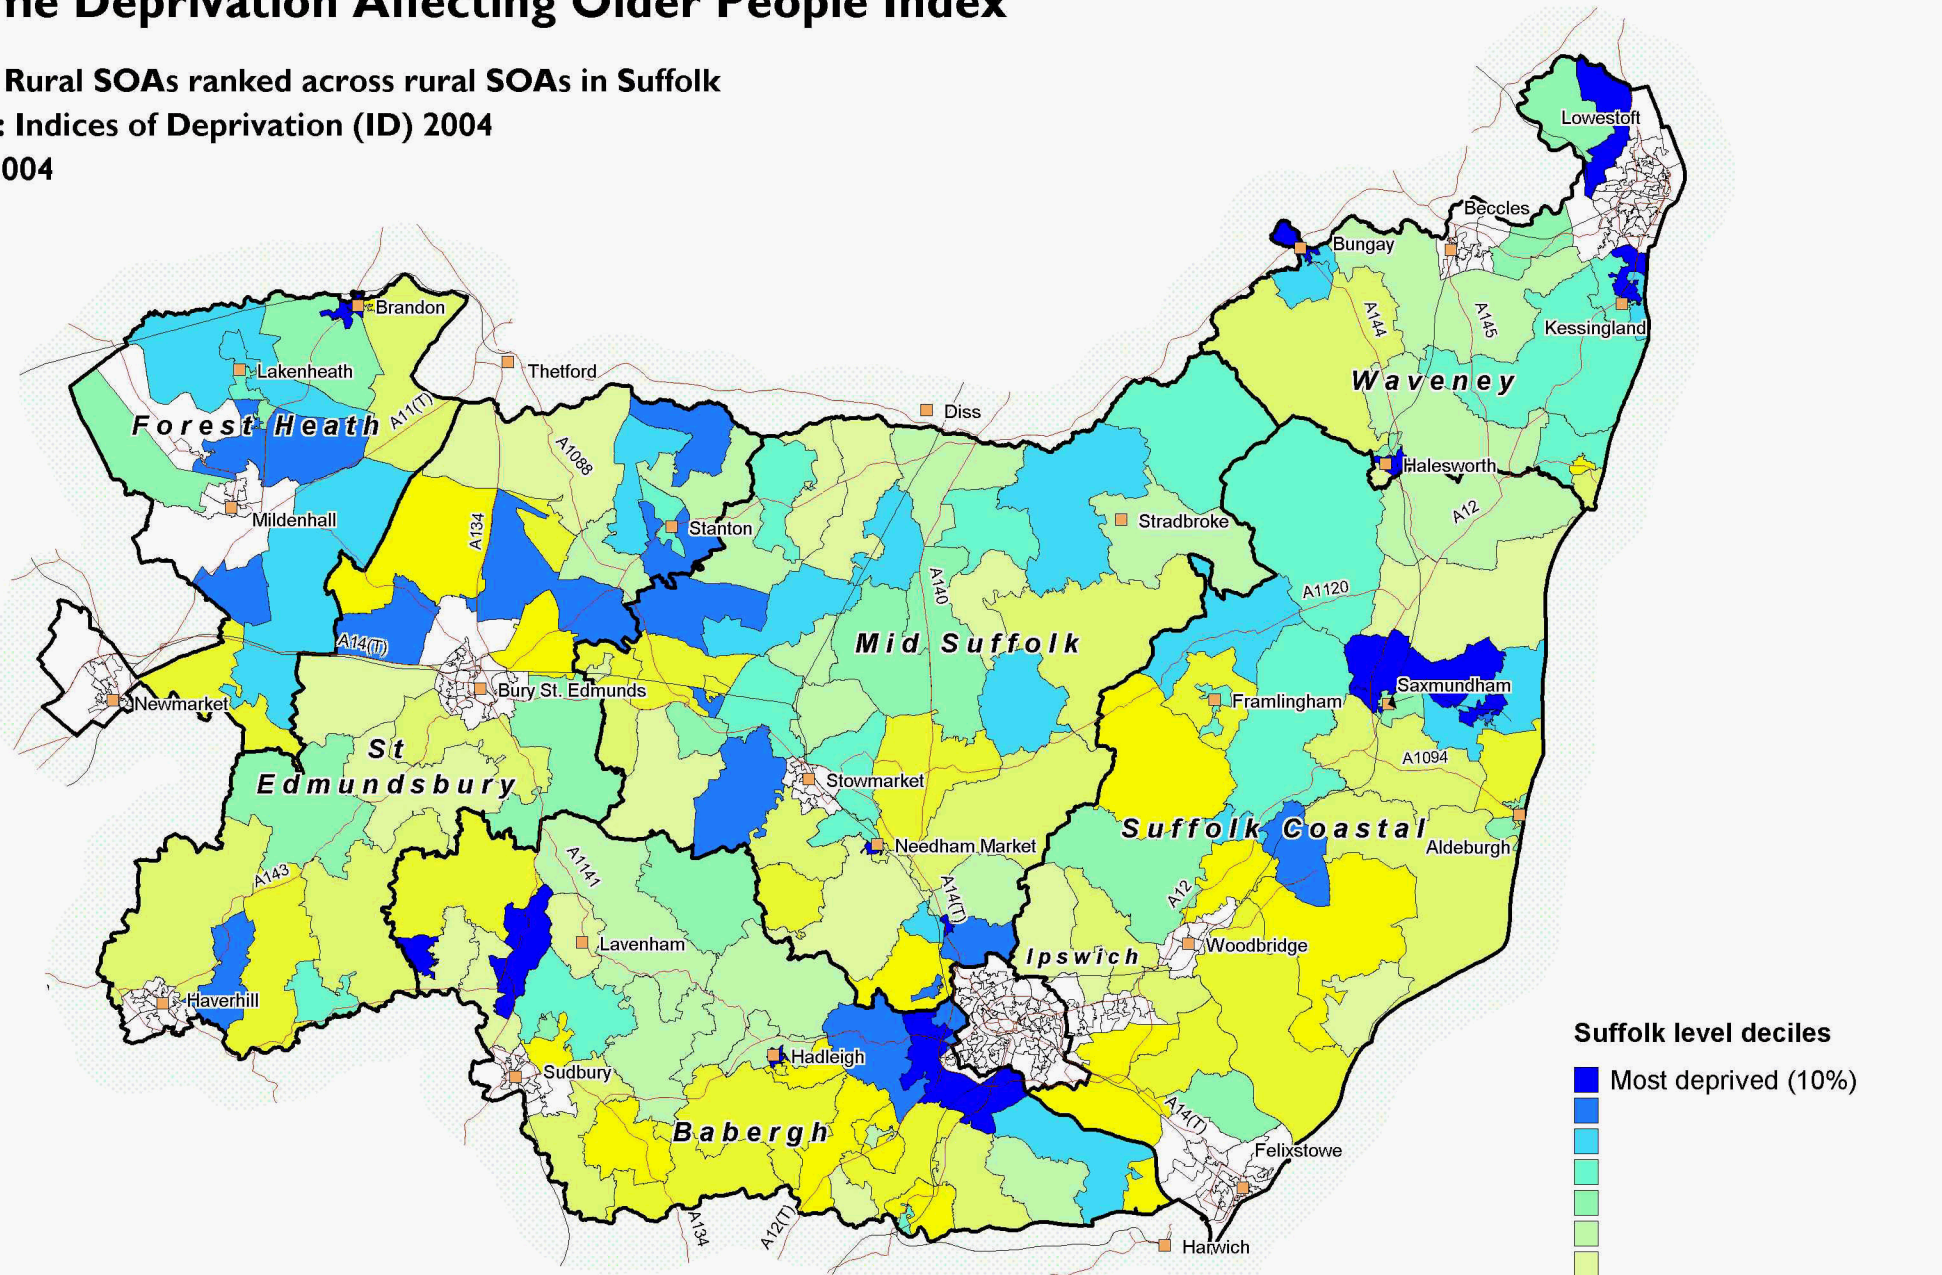 me Deprivation Affecting Older People Index
Rural SOAs ranked across rural SOAs in Suffolk
: Indices of Deprivation (ID) 2004
004
Lowestoft
Beccles
Bungay
Brandon
Kessingland
A144
A145
Thetford
Lakenheath
Waveney
Diss
A11(T)
Forest Heath
A1088
Halesworth
A12
Mildenhall
A134
Stanton
Stradbroke
A140
A1120
A14(T)
Mid Suffolk
Saxmundham
Bury St. Edmunds
Framlingham
Newmarket
St
Edmundsbury
A1094
Stowmarket
Suffolk Coastal
Needham Market
Aldeburgh
A1141
A143
A14(T)
A12
Lavenham
Woodbridge
Ipswich
Haverhill
Hadleigh
Sudbury
Suffolk level deciles
Most deprived (10%)
A14(T)
Babergh
Felixstowe
A134
A12(T)
Harwich